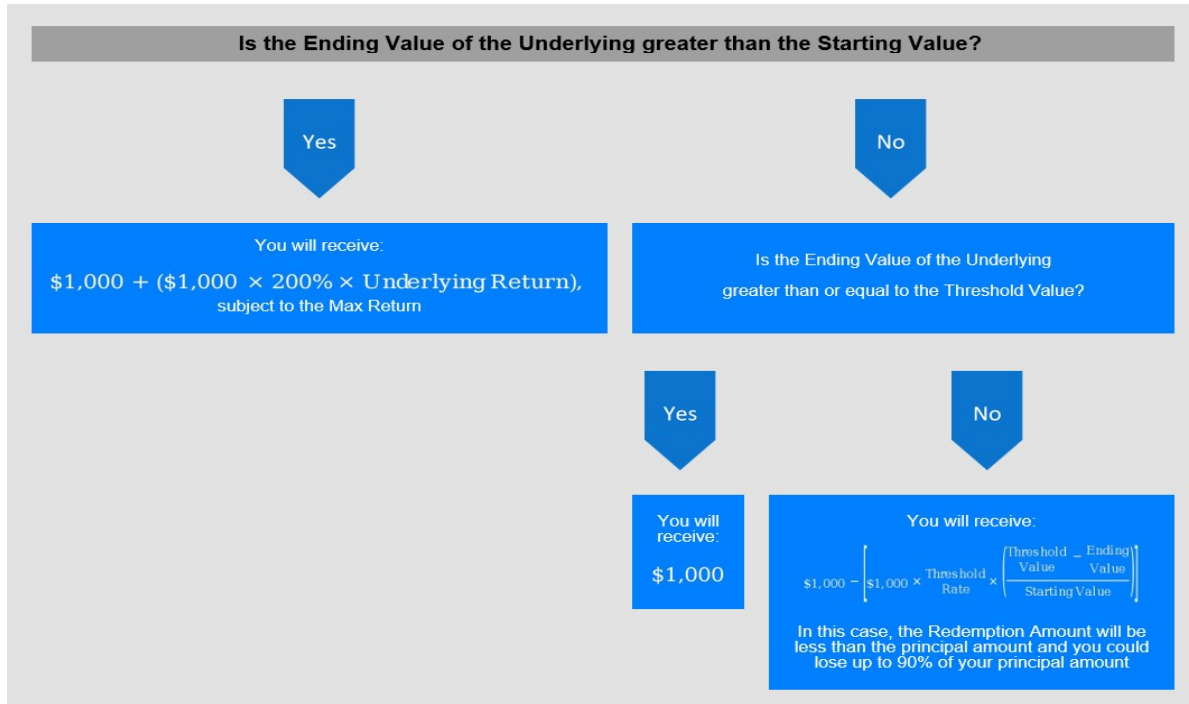 Is the Ending Value of the Underlying greater than the Starting Value?
Yes
No
You will receive:
$1,000 + ($1,000 × 200% × Underlying Return),
subject to the Max Return
Is the Ending Value of the Underlying
greater than or equal to the Threshold Value?
Yes
No
You will
receive:
$1,000
You will receive:
$1,000 − [$1,000 × Threshold Rate × ((Threshold Value − Ending Value) / Starting Value)]
In this case, the Redemption Amount will be
less than the principal amount and you could
lose up to 90% of your principal amount